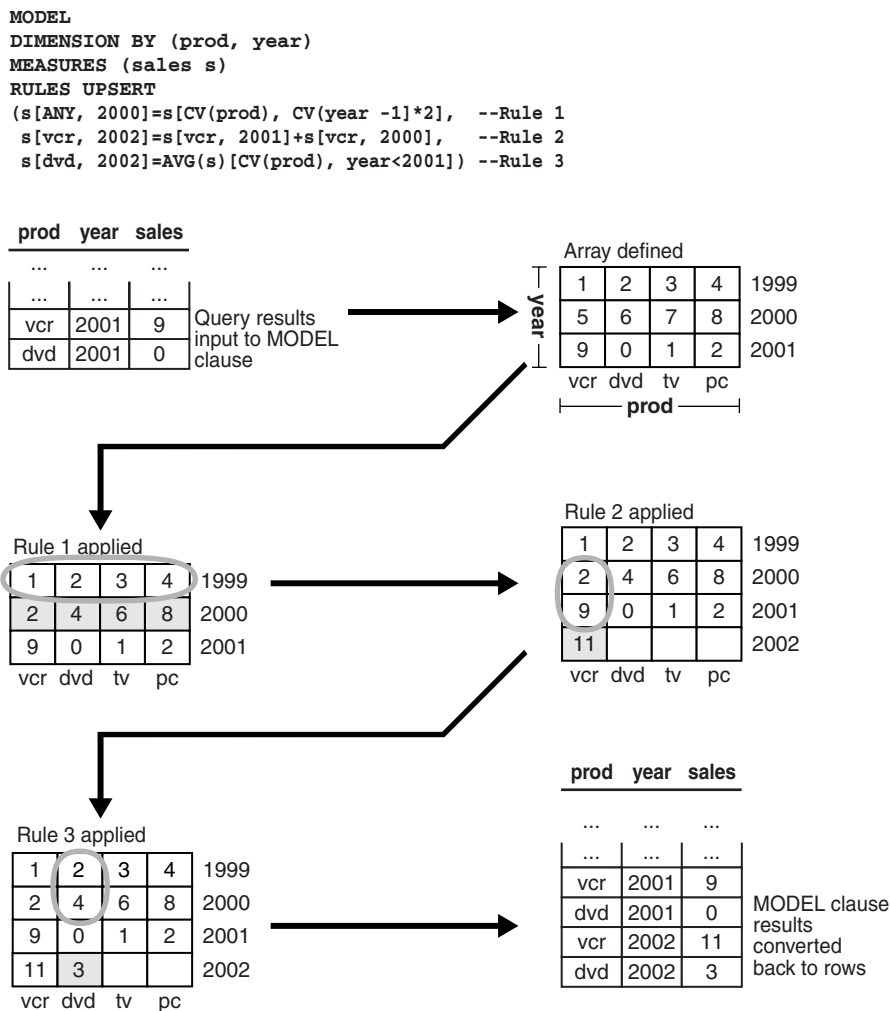 MODEL
DIMENSION BY (prod, year)
MEASURES (sales s)
RULES UPSERT
(s[ANY, 2000]=s[CV(prod), CV(year -1]*2], --Rule 1
s[vcr, 2002]=s[vcr, 2001]+s[vcr, 2000], --Rule 2
s[dvd, 2002]=AVG(s)[CV(prod), year<2001]) --Rule 3
prod year sales
... ... ...
... ... ...
vcr 2001 9
dvd 2001 0
Query results
input to MODEL
clause
Array defined
year
1 2 3 4 1999
5 6 7 8 2000
9 0 1 2 2001
vcr dvd tv pc
prod
Rule 1 applied
1 2 3 4 1999
2 4 6 8 2000
9 0 1 2 2001
vcr dvd tv pc
Rule 2 applied
1 2 3 4 1999
2 4 6 8 2000
9 0 1 2 2001
11 2002
vcr dvd tv pc
Rule 3 applied
1 2 3 4 1999
2 4 6 8 2000
9 0 1 2 2001
11 3 2002
vcr dvd tv pc
prod year sales
... ... ...
... ... ...
vcr 2001 9
dvd 2001 0
vcr 2002 11
dvd 2002 3
MODEL clause
results
converted
back to rows